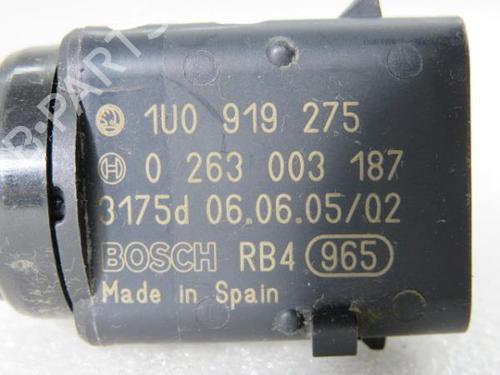 1U0 919 275
0 263 003 187
3175d 06.06.05/02
BOSCH RB4 965
Made in Spain